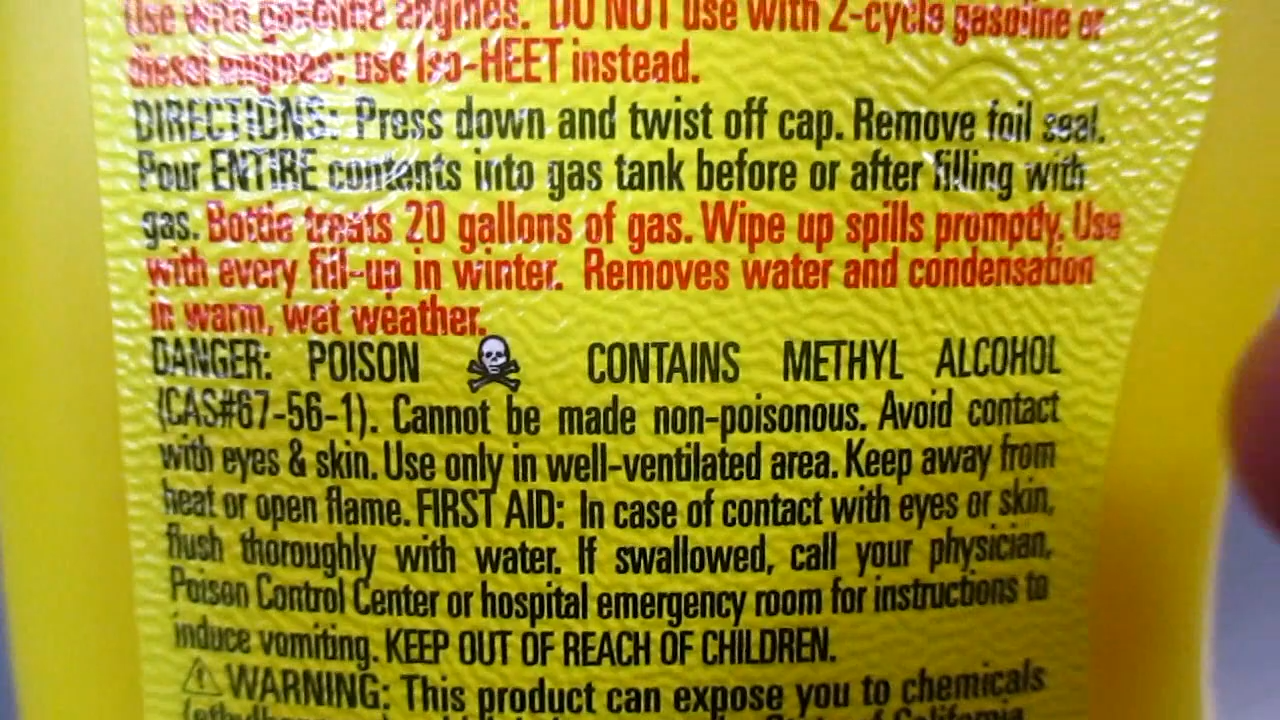 Use with gasoline engines. DO NOT use with 2-cycle gasoline or
diesel engines; use Iso-HEET instead.
DIRECTIONS: Press down and twist off cap. Remove foil seal.
Pour ENTIRE contents into gas tank before or after filling with
gas. Bottle treats 20 gallons of gas. Wipe up spills promptly. Use
with every fill-up in winter. Removes water and condensation
in warm, wet weather.
DANGER: POISON CONTAINS METHYL ALCOHOL
(CAS#67-56-1). Cannot be made non-poisonous. Avoid contact
with eyes & skin. Use only in well-ventilated area. Keep away from
heat or open flame. FIRST AID: In case of contact with eyes or skin,
flush thoroughly with water. If swallowed, call your physician,
Poison Control Center or hospital emergency room for instructions to
induce vomiting. KEEP OUT OF REACH OF CHILDREN.
WARNING: This product can expose you to chemicals
State of California